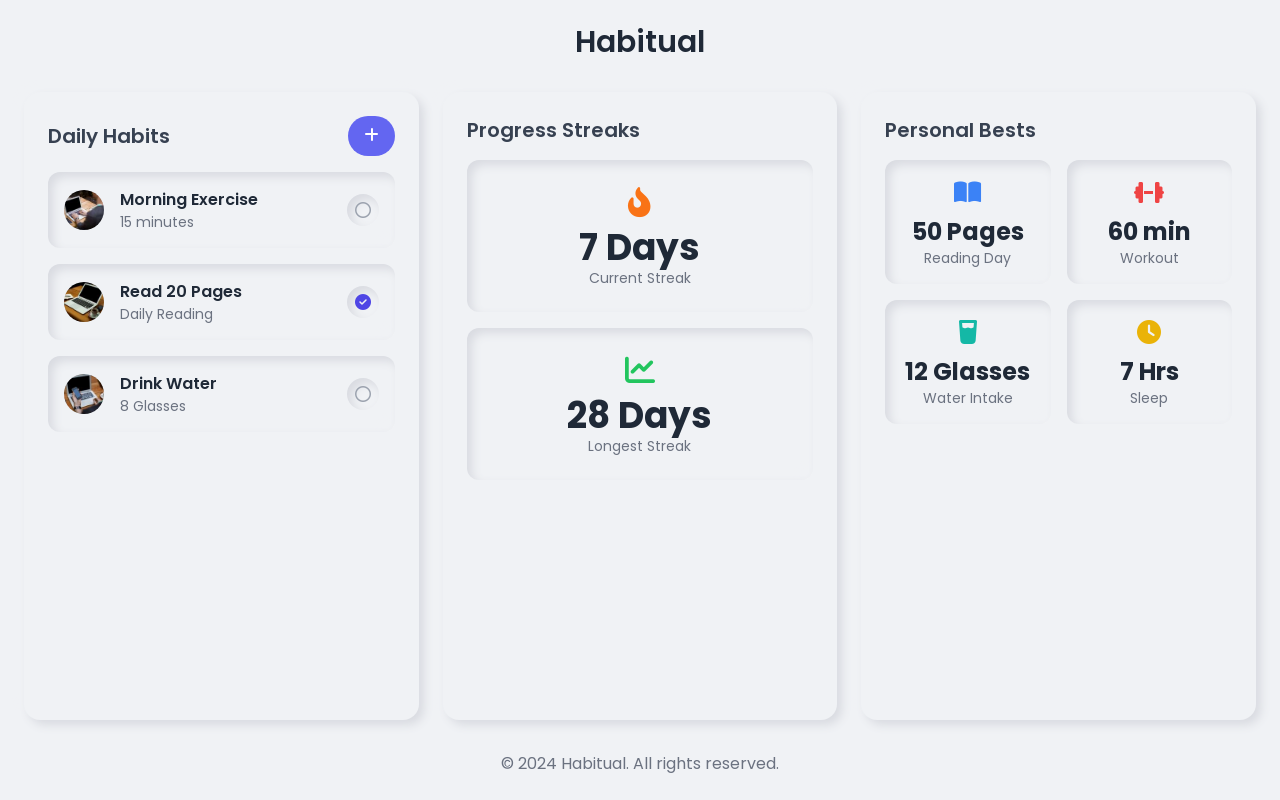 Habitual
Daily Habits
Morning Exercise
15 minutes
Read 20 Pages
Daily Reading
Drink Water
8 Glasses
Progress Streaks
7 Days
Current Streak
28 Days
Longest Streak
Personal Bests
50 Pages
Reading Day
60 min
Workout
12 Glasses
Water Intake
7 Hrs
Sleep
© 2024 Habitual. All rights reserved.